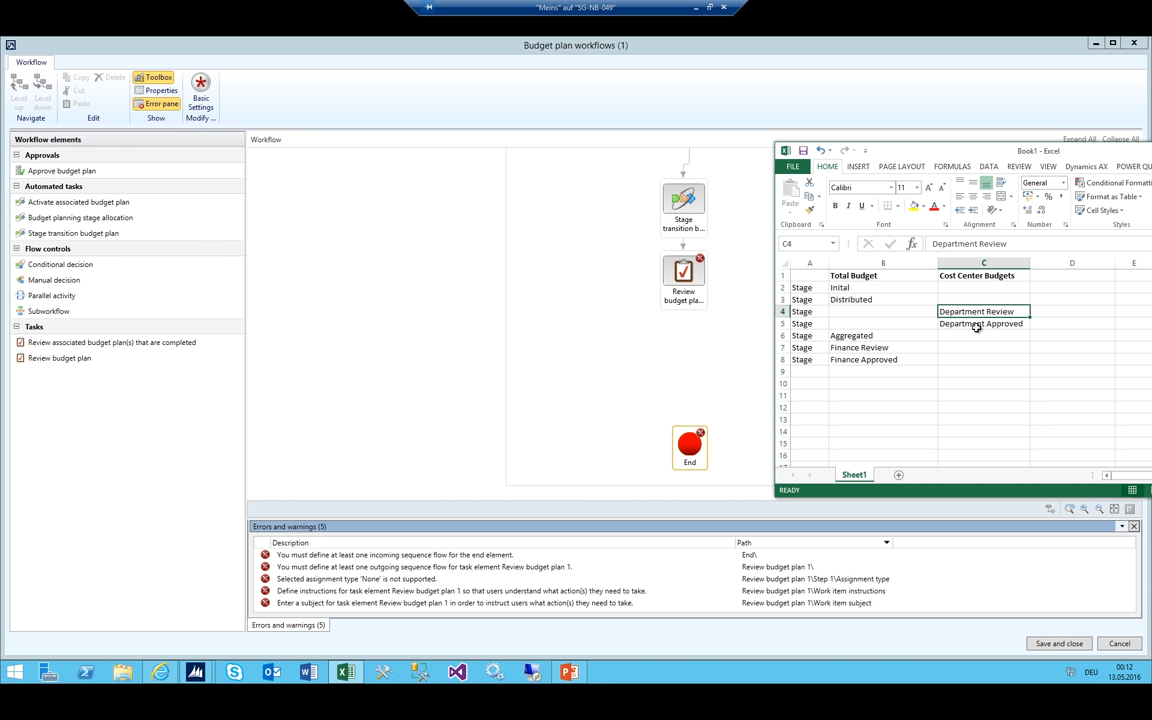 "Meins" auf "SG-NB-049"
Budget plan workflows (1)
Workflow
Level up
Level down
Navigate
Copy
Delete
Cut
Paste
Edit
Toolbox
Properties
Error pane
Show
Basic Settings
Modify ...
Workflow elements
Approvals
Approve budget plan
Automated tasks
Activate associated budget plan
Budget planning stage allocation
Stage transition budget plan
Flow controls
Conditional decision
Manual decision
Parallel activity
Subworkflow
Tasks
Review associated budget plan(s) that are completed
Review budget plan
Workflow
Expand All Collapse All
Stage
transition b...
Review
budget pla...
End
Book1 - Excel
FILE HOME INSERT PAGE LAYOUT FORMULAS DATA REVIEW VIEW Dynamics AX POWER QU
Paste
Clipboard
Calibri 11
B I U
Font
Alignment
General
Number
Conditional Formatti
Format as Table
Cell Styles
Styles
C4 fx Department Review
A B C D E
1 Total Budget Cost Center Budgets
2 Stage Inital
3 Stage Distributed
4 Stage Department Review
5 Stage Department Approved
6 Stage Aggregated
7 Stage Finance Review
8 Stage Finance Approved
9
10
11
12
13
14
15
16
Sheet1
READY
Errors and warnings (5)
Description Path
You must define at least one incoming sequence flow for the end element. End\
You must define at least one outgoing sequence flow for task element Review budget plan 1. Review budget plan 1\
Selected assignment type 'None' is not supported. Review budget plan 1\Step 1\Assignment type
Define instructions for task element Review budget plan 1 so that users understand what action(s) they need to take. Review budget plan 1\Work item instructions
Enter a subject for task element Review budget plan 1 in order to instruct users what action(s) they need to take. Review budget plan 1\Work item subject
Errors and warnings (5)
Save and close
Cancel
DEU
00:12
13.05.2016